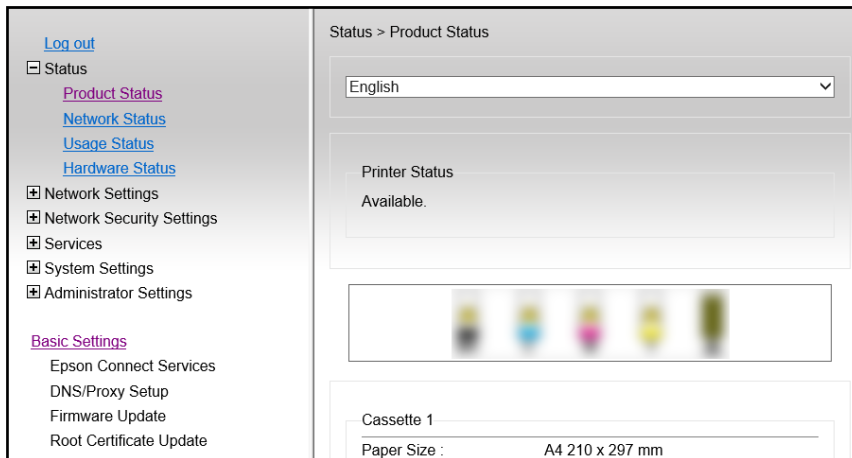 Log out
Status
Product Status
Network Status
Usage Status
Hardware Status
Network Settings
Network Security Settings
Services
System Settings
Administrator Settings
Basic Settings
Epson Connect Services
DNS/Proxy Setup
Firmware Update
Root Certificate Update
Status > Product Status
English
Printer Status
Available.
Cassette 1
Paper Size : A4 210 x 297 mm